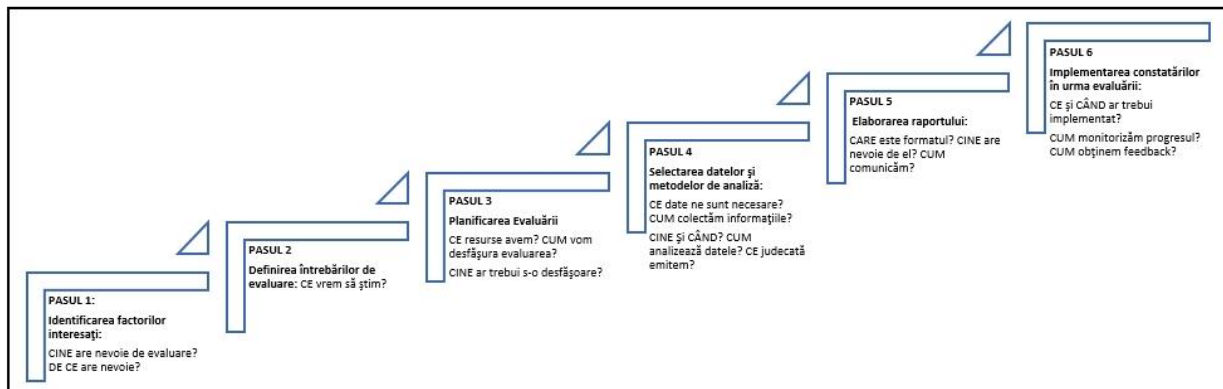 PASUL 1:
Identificarea factorilor
interesați:
CINE are nevoie de evaluare?
DE CE are nevoie?
PASUL 2
Definirea întrebărilor de
evaluare: CE vrem să știm?
PASUL 3
Planificarea Evaluării
CE resurse avem? CUM vom
desfășura evaluarea?
CINE ar trebui s-o desfășoare?
PASUL 4
Selectarea datelor și
metodelor de analiză:
CE date ne sunt necesare?
CUM colectăm informațiile?
CINE ȘI CÂND? CUM
analizează datele? CE judecată
emitem?
PASUL 5
Elaborarea raportului:
CARE este formatul? CINE are
nevoie de el? CUM
comunicăm?
PASUL 6
Implementarea constatărilor
în urma evaluării:
CE și CÂND ar trebui
implementat?
CUM monitorizăm progresul?
CUM obținem feedback?